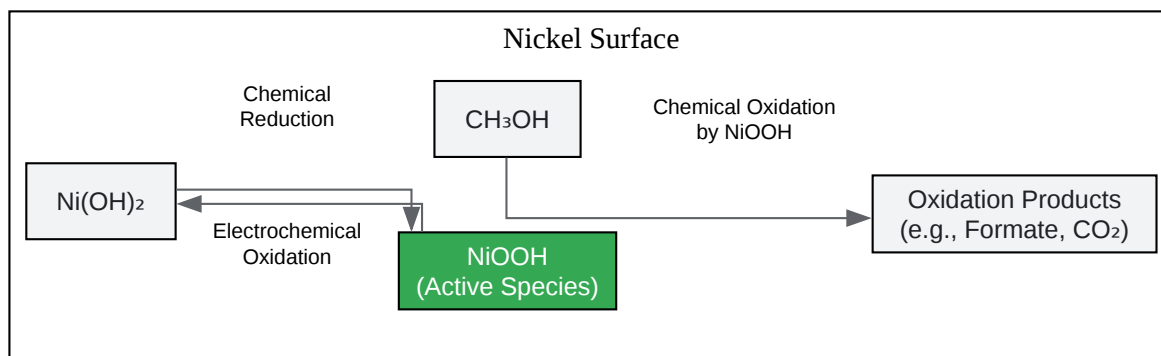 Nickel Surface
Chemical
Reduction
CH₃OH
Chemical Oxidation
by NiOOH
Ni(OH)₂
Oxidation Products
(e.g., Formate, CO₂)
Electrochemical
Oxidation
NiOOH
(Active Species)